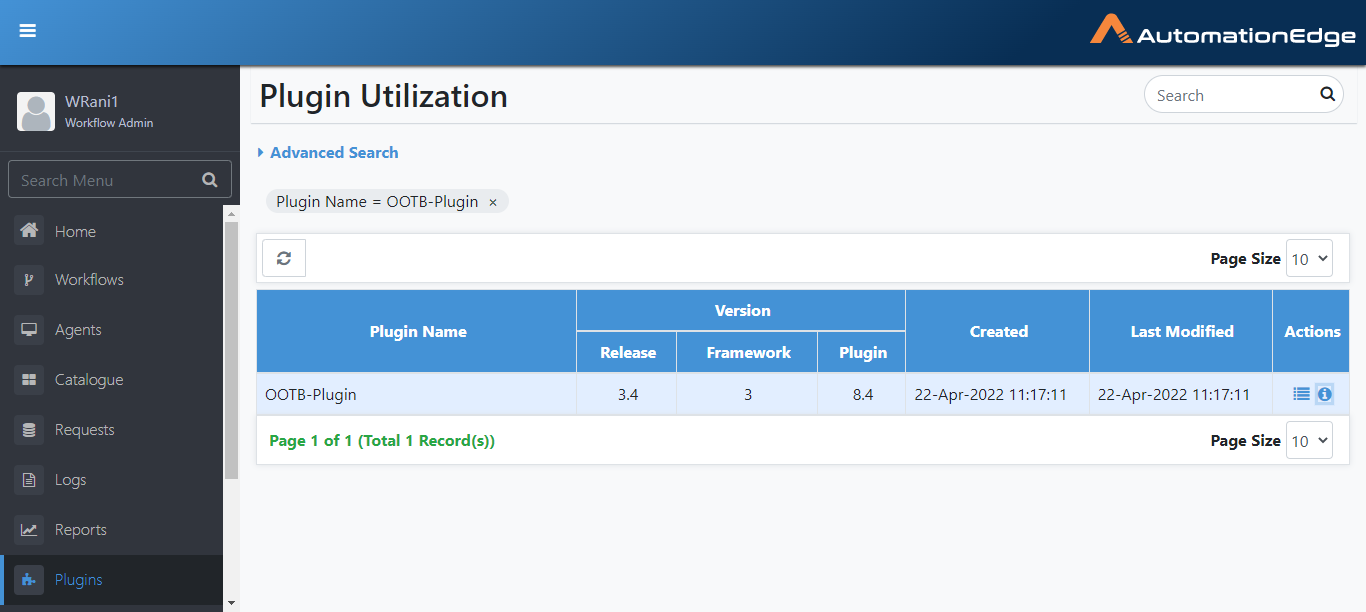 AutomationEdge
WRani1
Workflow Admin
Search Menu
Home
Workflows
Agents
Catalogue
Requests
Logs
Reports
Plugins
Plugin Utilization
Search
Advanced Search
Plugin Name = OOTB-Plugin ×
Page Size 10
Plugin Name Version Created Last Modified Actions
Release Framework Plugin
OOTB-Plugin 3.4 3 8.4 22-Apr-2022 11:17:11 22-Apr-2022 11:17:11
Page 1 of 1 (Total 1 Record(s)) Page Size 10